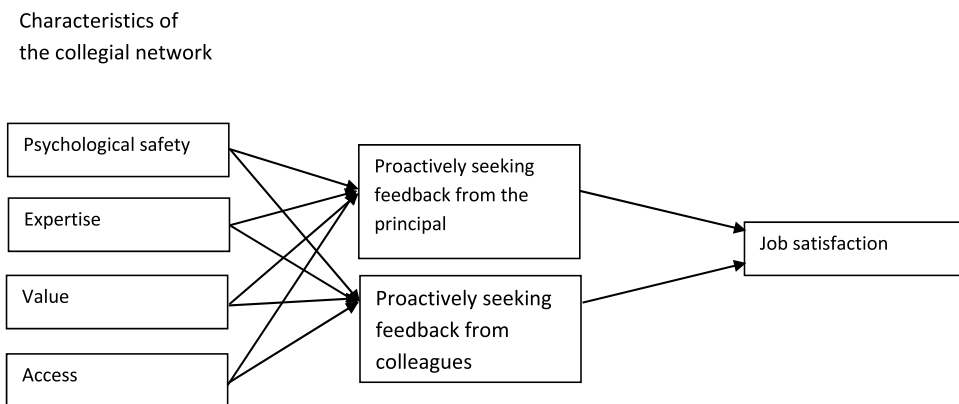 Characteristics of
the collegial network
Psychological safety
Expertise
Value
Access
Proactively seeking
feedback from the
principal
Proactively seeking
feedback from
colleagues
Job satisfaction